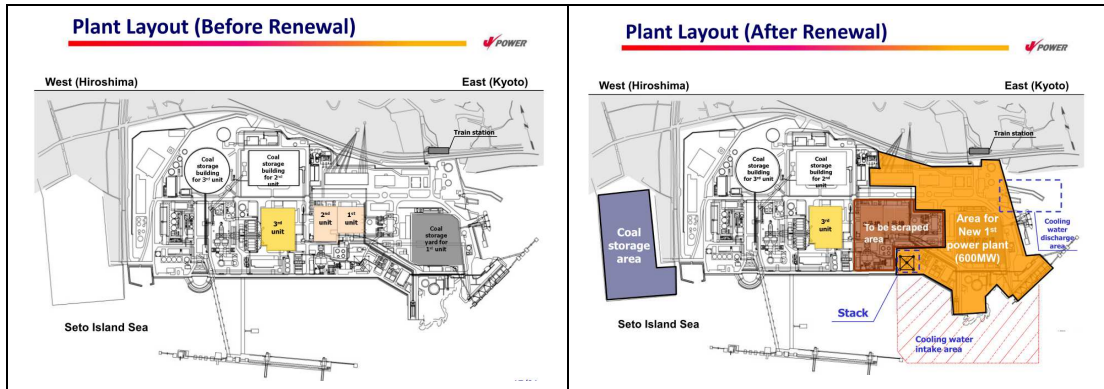 Plant Layout (Before Renewal)
J POWER
West (Hiroshima)
East (Kyoto)
Train station
Coal
storage
building
for 3rd unit
Coal
storage
building
for 2nd
unit
3rd
unit
2nd
unit
1st
unit
Coal
storage
yard for
1st unit
Seto Island Sea
Plant Layout (After Renewal)
J POWER
West (Hiroshima)
East (Kyoto)
Train station
Coal
storage
building
for 3rd unit
Coal
storage
building
for 2nd
unit
Coal
storage
area
3rd
unit
To be scraped
area
Area for
New 1st
power plant
(600MW)
Cooling
water
discharge
area
Stack
Seto Island Sea
Cooling water
intake area